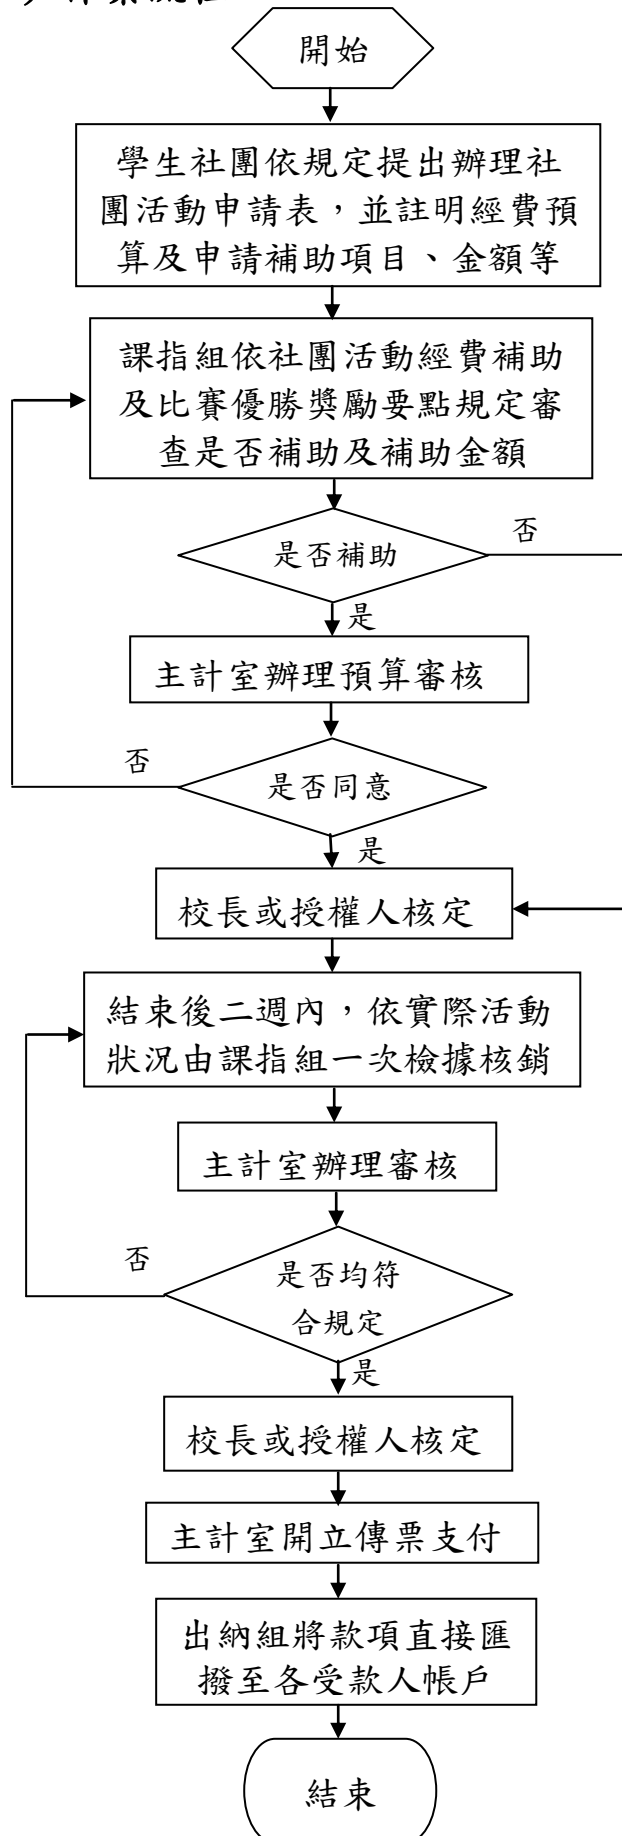 開始
學生社團依規定提出辦理社
團活動申請表，並註明經費預
算及申請補助項目、金額等
課指組依社團活動經費補助
及比賽優勝獎勵要點規定審
查是否補助及補助金額
是否補助
否
是
主計室辦理預算審核
否
是否同意
是
校長或授權人核定
結束後二週內，依實際活動
狀況由課指組一次檢據核銷
主計室辦理審核
否
是否均符
合規定
是
校長或授權人核定
主計室開立傳票支付
出納組將款項直接匯
撥至各受款人帳戶
結束